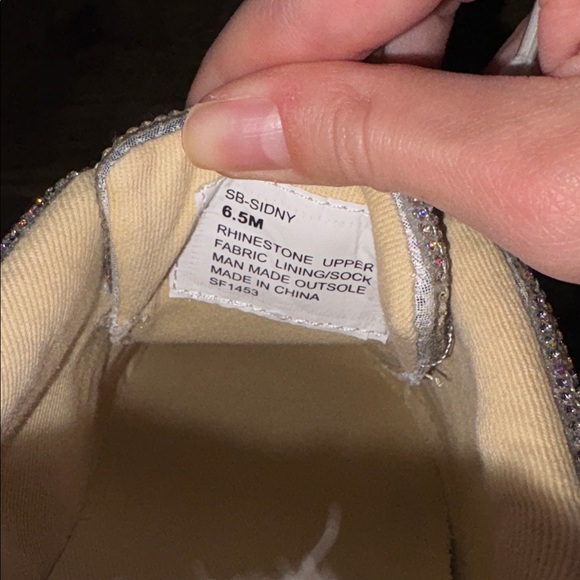 SB-SIDNY
6.5M
RHINESTONE UPPER
FABRIC LINING/SOCK
MAN MADE OUTSOLE
MADE IN CHINA
SF1453